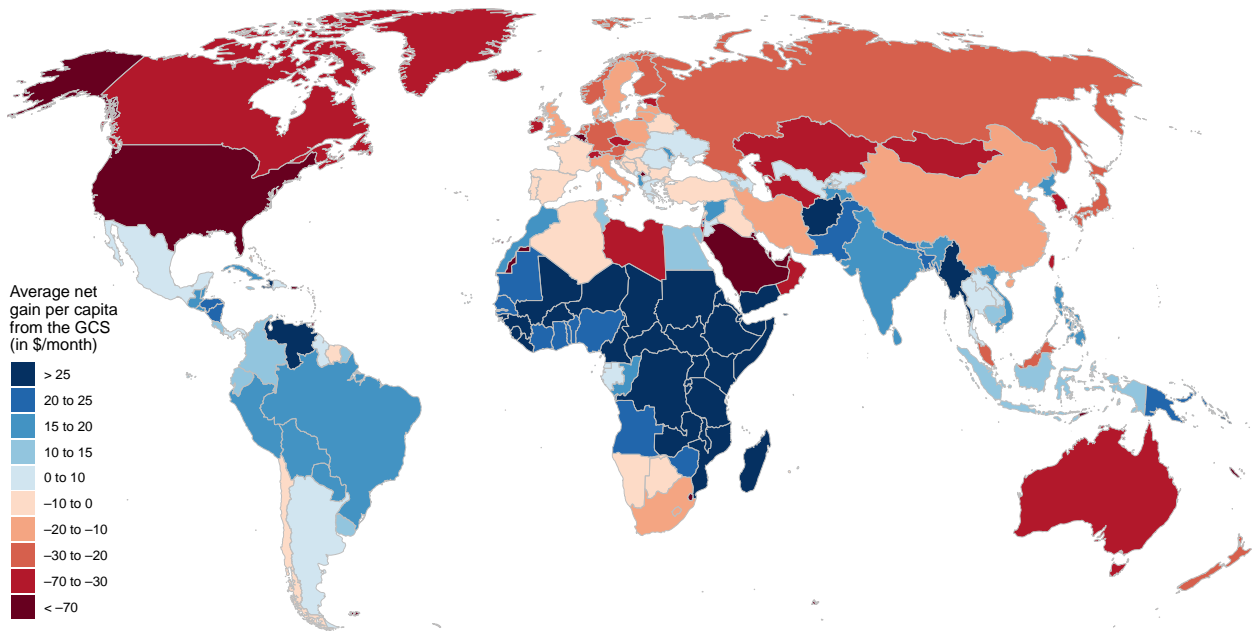 Average net
gain per capita
from the GCS
(in $/month)
> 25
20 to 25
15 to 20
10 to 15
0 to 10
–10 to 0
–20 to –10
–30 to –20
–70 to –30
< –70